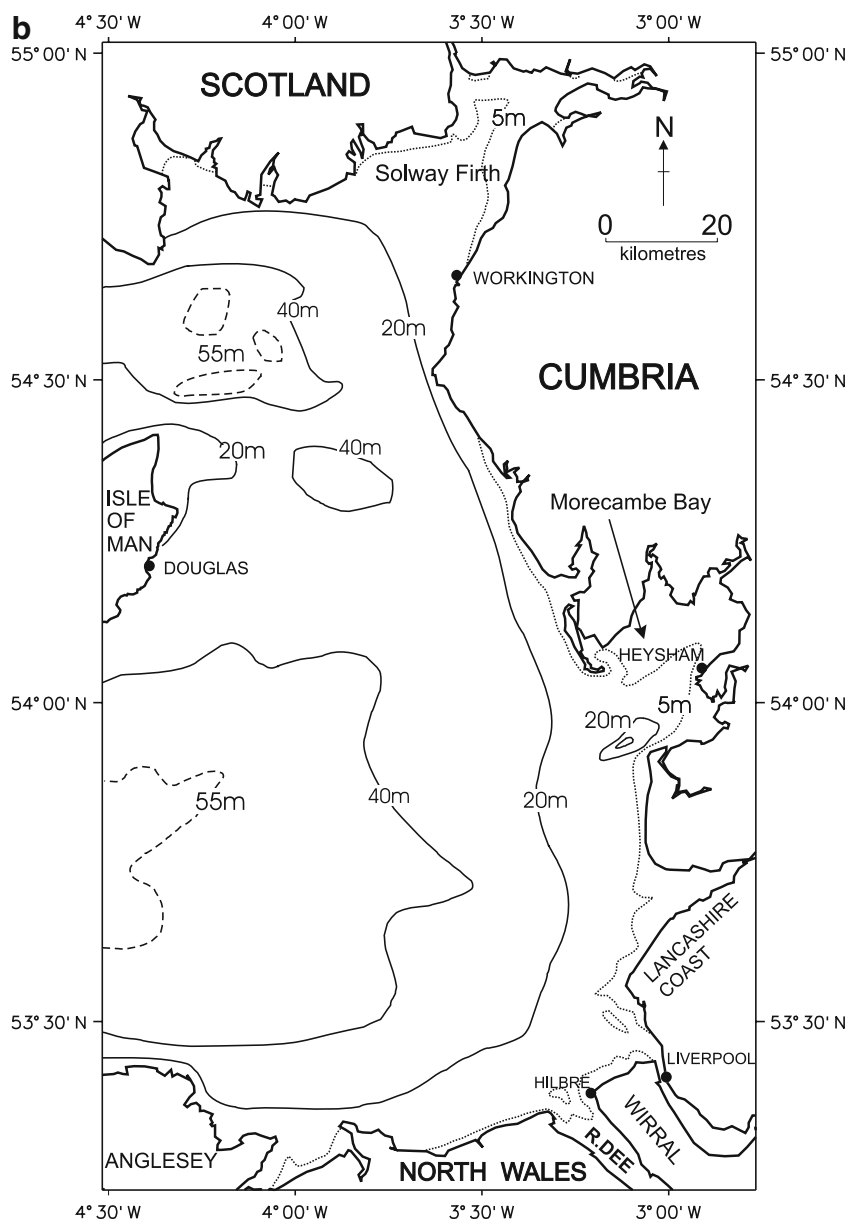 b
4° 30' W
4° 00' W
3° 30' W
3° 00' W
55° 00' N
55° 00' N
SCOTLAND
5m
N
Solway Firth
0 20
kilometres
WORKINGTON
40m
20m
55m
54° 30' N
CUMBRIA
54° 30' N
20m
40m
ISLE
OF
MAN
Morecambe Bay
DOUGLAS
HEYSHAM
54° 00' N
5m
54° 00' N
20m
55m
40m
20m
LANCASHIRE
COAST
53° 30' N
53° 30' N
LIVERPOOL
HILBRE
WIRRAL
R.DEE
ANGLESEY
NORTH WALES
4° 30' W
4° 00' W
3° 30' W
3° 00' W